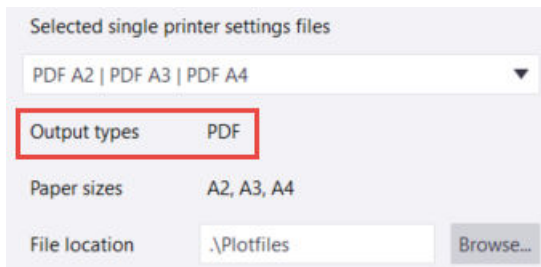 Selected single printer settings files
PDF A2 | PDF A3 | PDF A4
Output types PDF
Paper sizes A2, A3, A4
File location .\Plotfiles Browse...